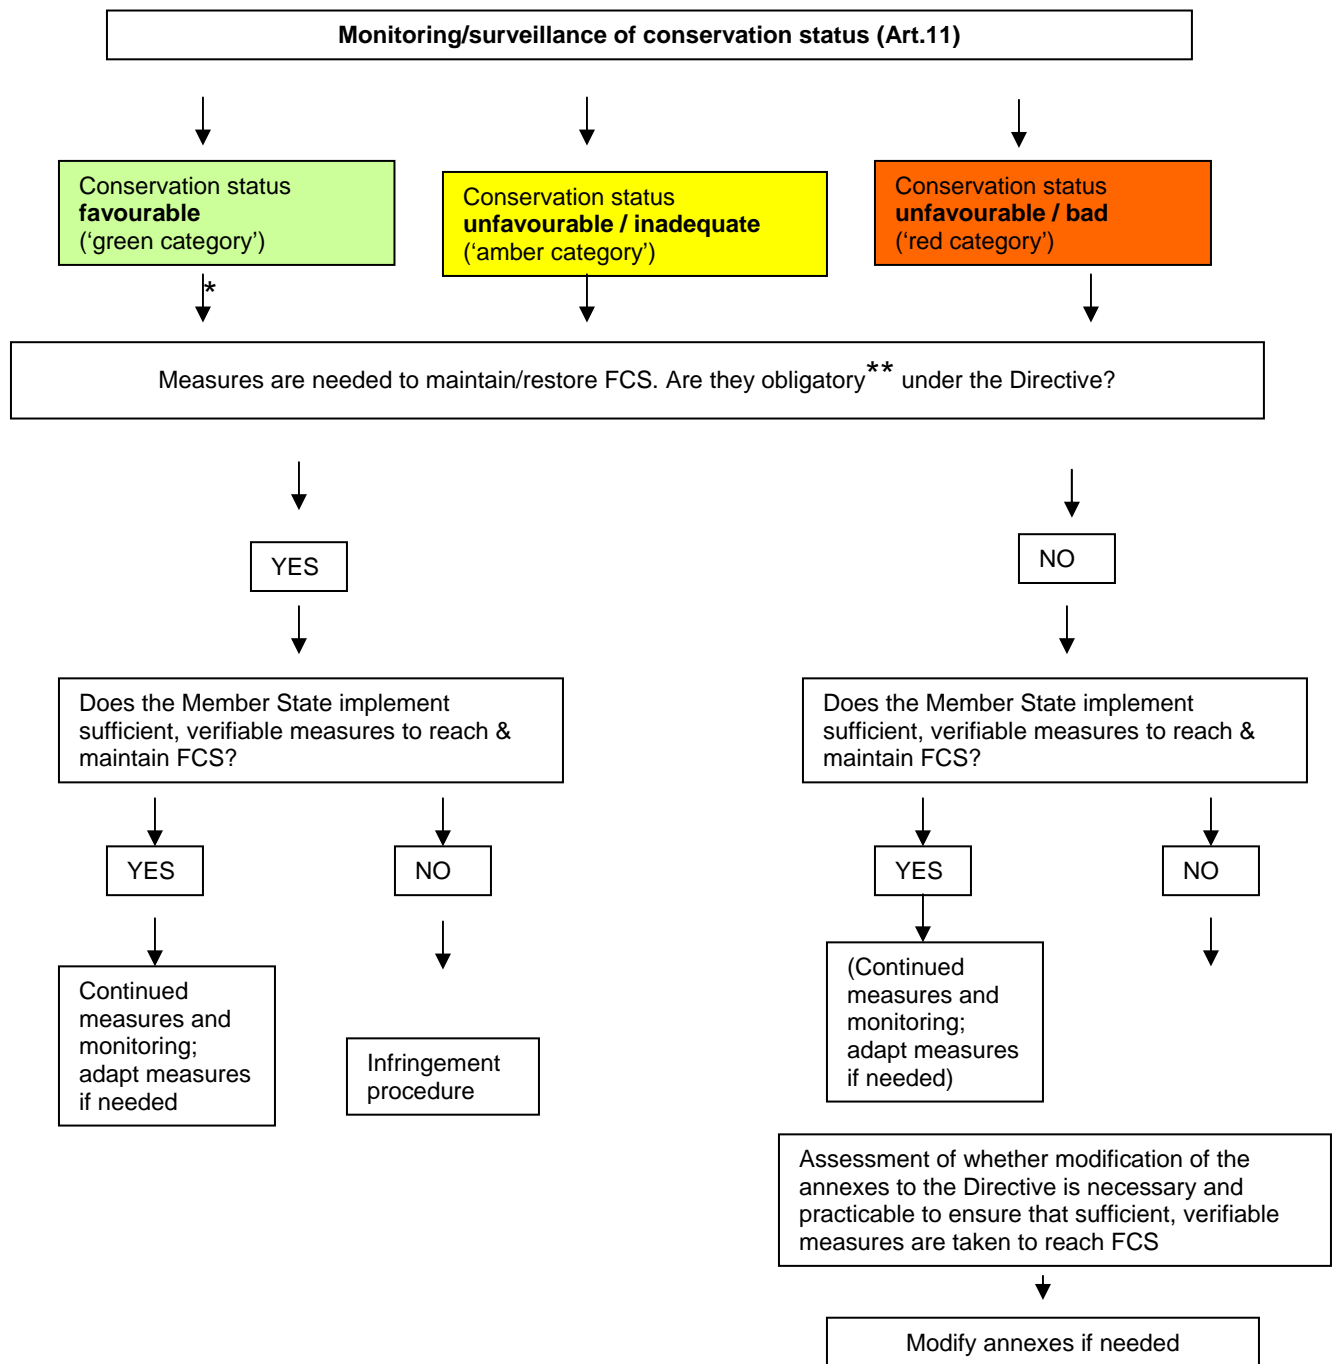 Monitoring/surveillance of conservation status (Art.11)
Conservation status
favourable
(‘green category’)
Conservation status
unfavourable / inadequate
(‘amber category’)
Conservation status
unfavourable / bad
(‘red category’)
*
Measures are needed to maintain/restore FCS. Are they obligatory** under the Directive?
YES
NO
Does the Member State implement
sufficient, verifiable measures to reach &
maintain FCS?
Does the Member State implement
sufficient, verifiable measures to reach &
maintain FCS?
YES
NO
YES
NO
Continued
measures and
monitoring;
adapt measures
if needed
Infringement
procedure
(Continued
measures and
monitoring;
adapt measures
if needed)
Assessment of whether modification of the
annexes to the Directive is necessary and
practicable to ensure that sufficient, verifiable
measures are taken to reach FCS
Modify annexes if needed